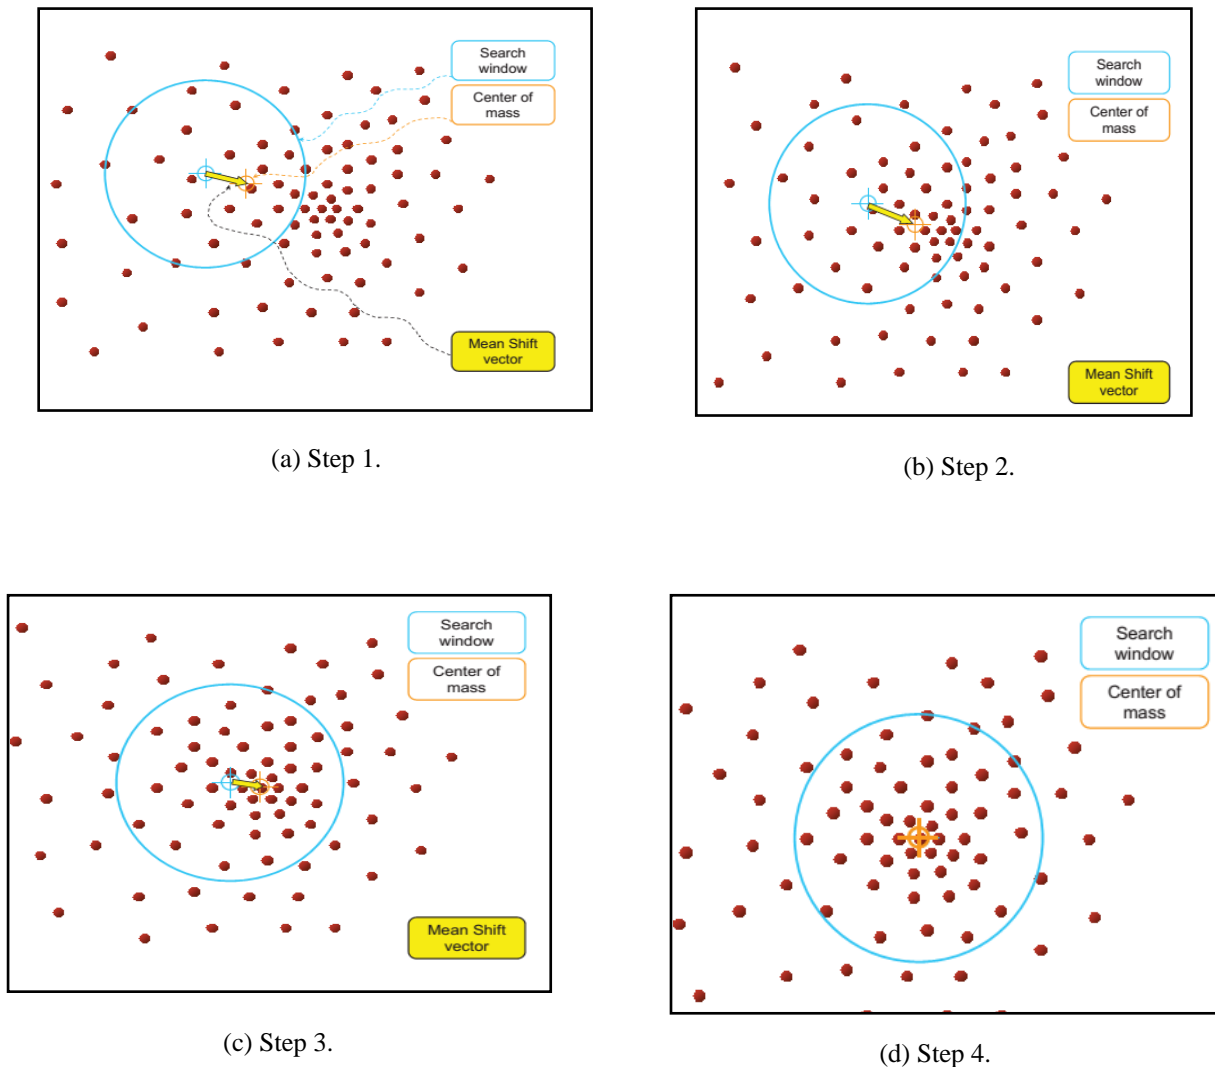 Search
window
Center of
mass
Mean Shift
vector
(a) Step 1.
Search
window
Center of
mass
Mean Shift
vector
(b) Step 2.
Search
window
Center of
mass
Mean Shift
vector
(c) Step 3.
Search
window
Center of
mass
(d) Step 4.